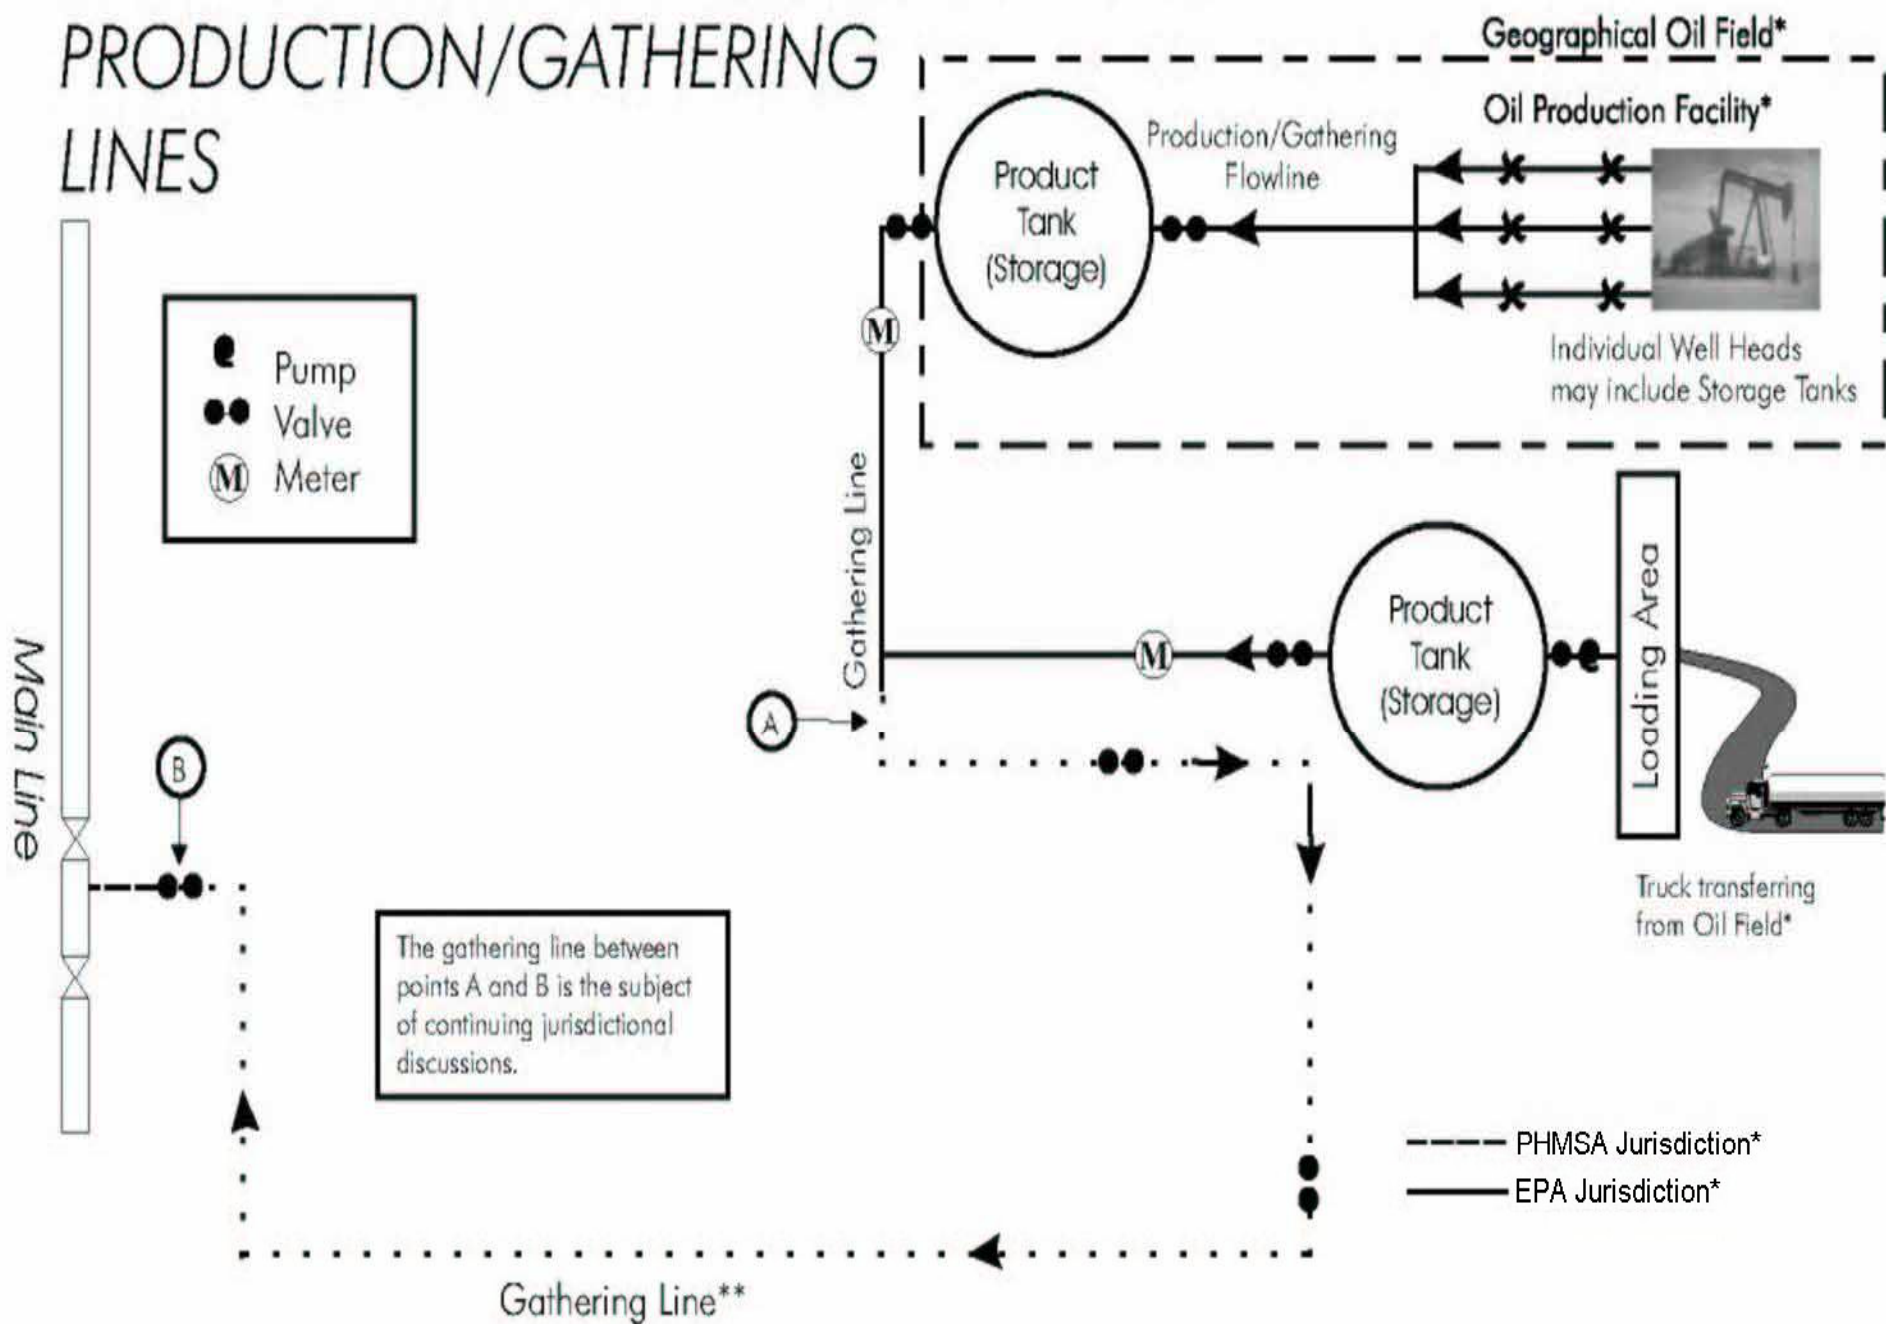 PRODUCTION/GATHERING
LINES
Geographical Oil Field*
Oil Production Facility*
Production/Gathering
Flowline
Product
Tank
(Storage)
Individual Well Heads
may include Storage Tanks
Pump
Valve
M Meter
M
Gathering Line
M
Product
Tank
(Storage)
Loading Area
Truck transferring
from Oil Field*
A
B
Main Line
The gathering line between
points A and B is the subject
of continuing jurisdictional
discussions.
PHMSA Jurisdiction*
EPA Jurisdiction*
Gathering Line**